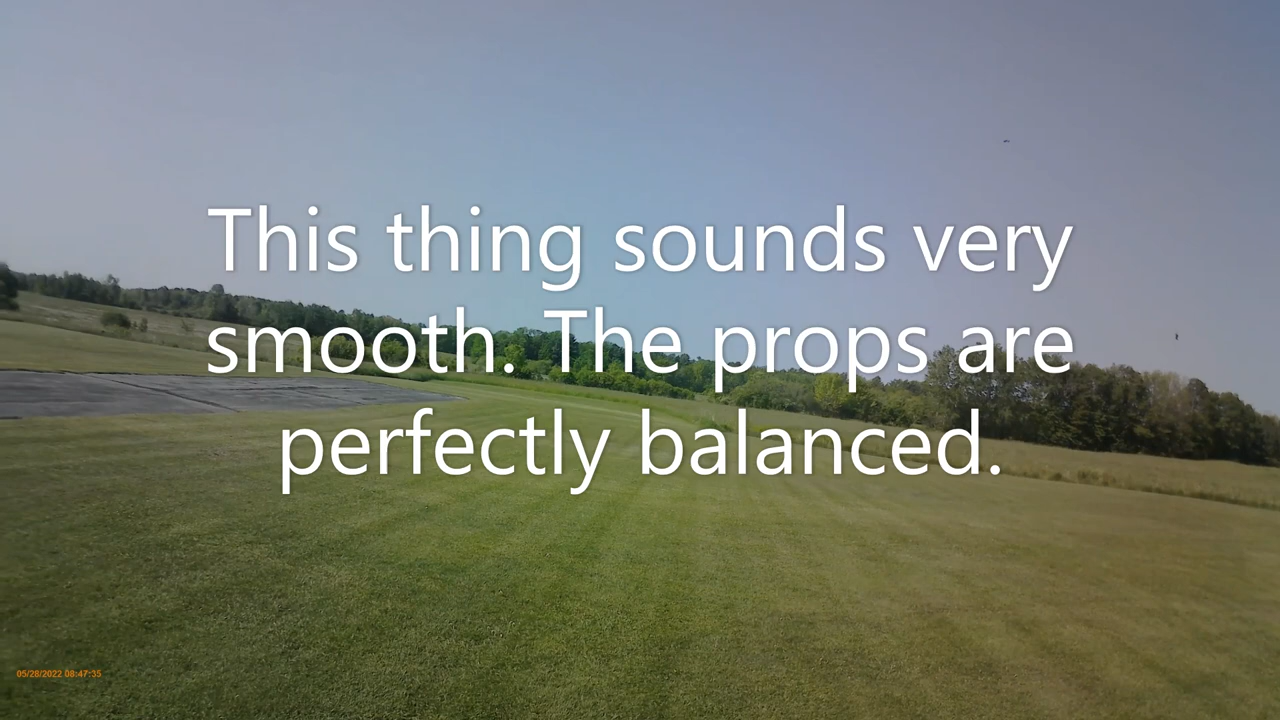 This thing sounds very
smooth. The props are
perfectly balanced.
05/28/2022 08:47:35